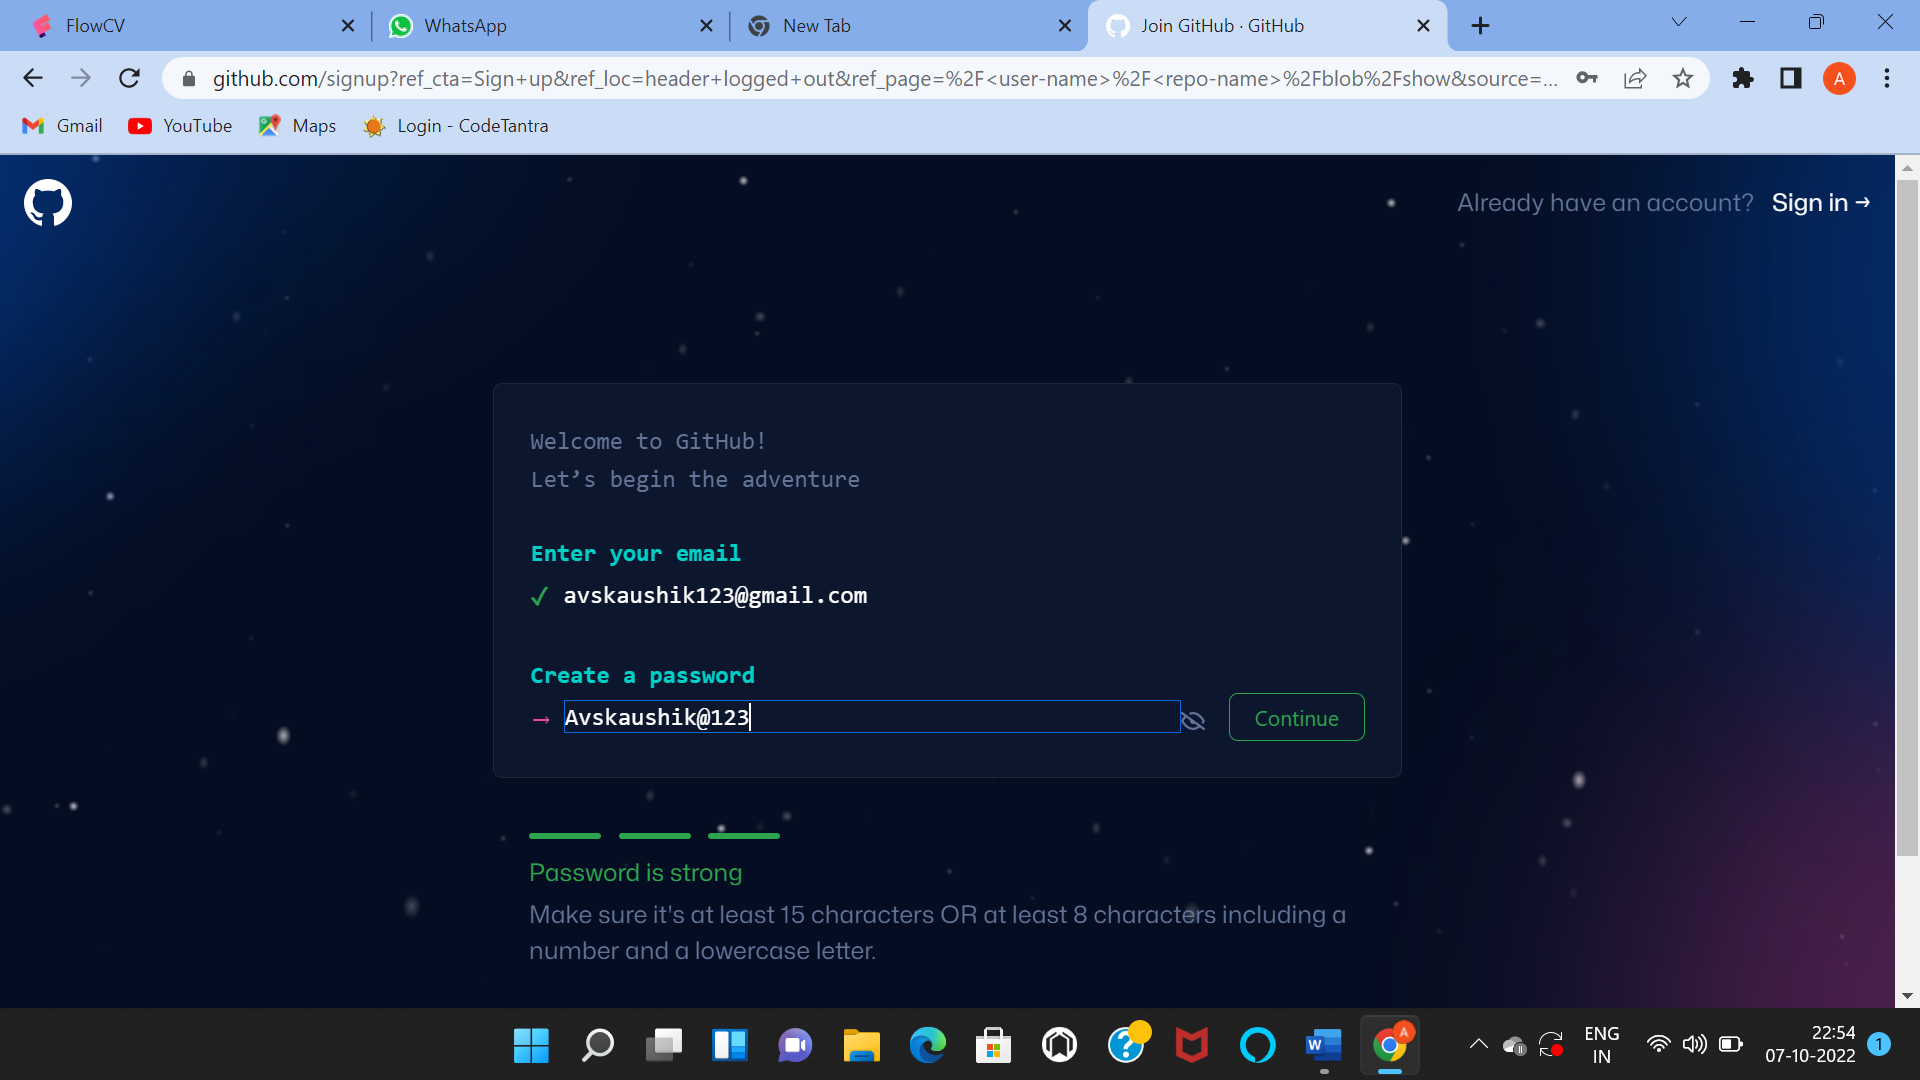 FlowCV
WhatsApp
New Tab
Join GitHub · GitHub
github.com/signup?ref_cta=Sign+up&ref_loc=header+logged+out&ref_page=%2F<user-name>%2F<repo-name>%2Fblob%2Fshow&source=...
A
Gmail
YouTube
Maps
Login - CodeTantra
Already have an account? Sign in →
Welcome to GitHub!
Let’s begin the adventure
Enter your email
✓ avskaushik123@gmail.com
Create a password
→ Avskaushik@123
Continue
Password is strong
Make sure it's at least 15 characters OR at least 8 characters including a
number and a lowercase letter.
A
ENG
IN
22:54
07-10-2022
1